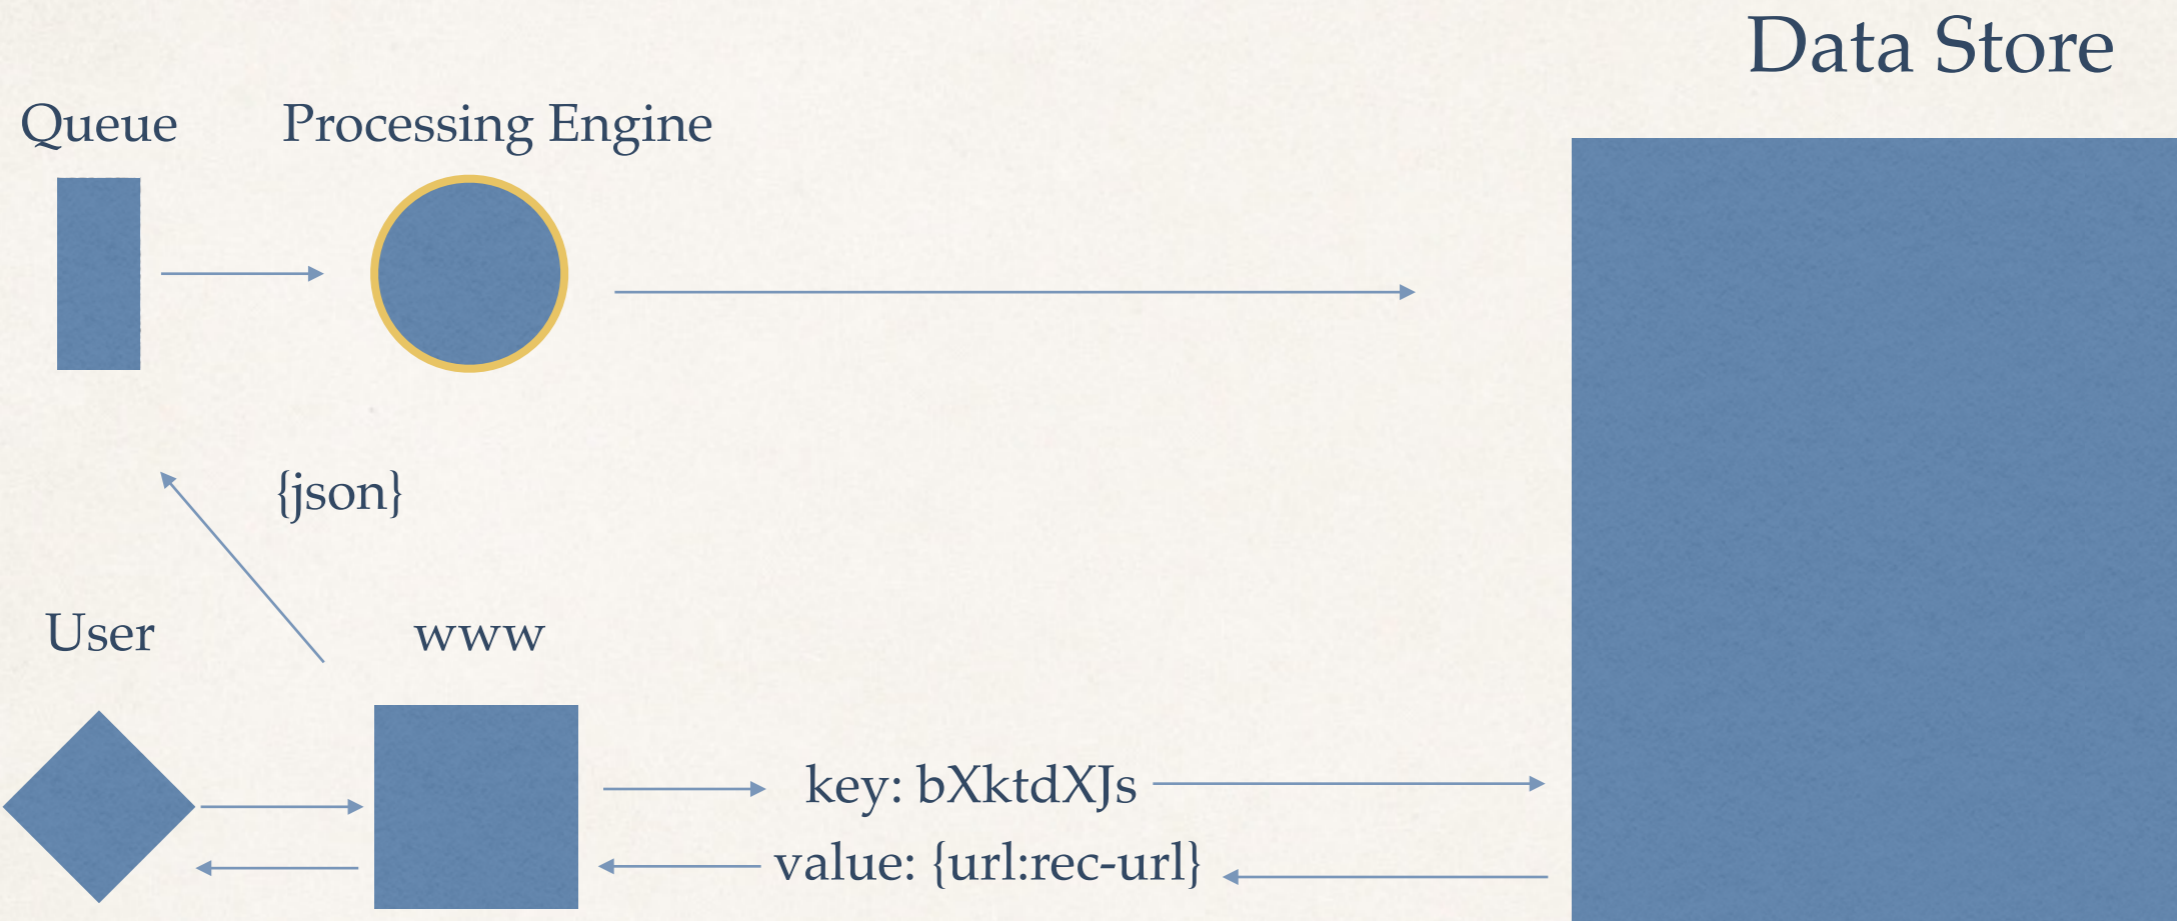 Data Store
Queue
Processing Engine
{json}
User
www
key: bXktdXJs
value: {url:rec-url}